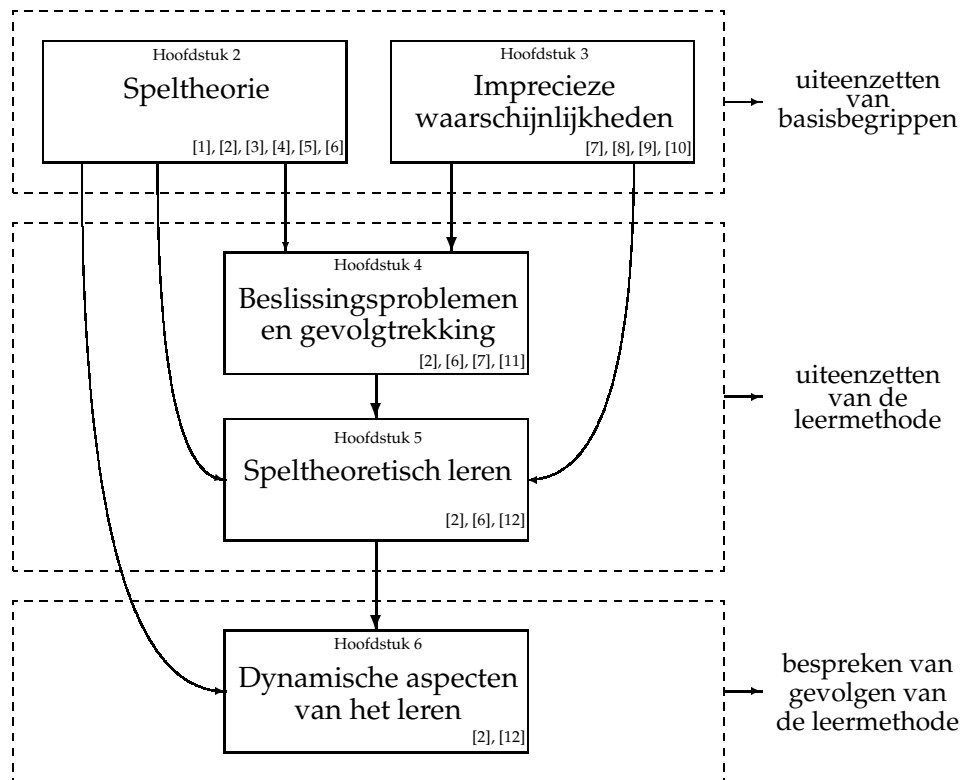 Hoofdstuk 2
Speltheorie
[1], [2], [3], [4], [5], [6]
Hoofdstuk 3
Imprecieze
waarschijnlijkheden
[7], [8], [9], [10]
uiteenzetten
van
basisbegrippen
Hoofdstuk 4
Beslissingsproblemen
en gevolgtrekking
[2], [6], [7], [11]
Hoofdstuk 5
Speltheoretisch leren
[2], [6], [12]
uiteenzetten
van de
leermethode
Hoofdstuk 6
Dynamische aspecten
van het leren
[2], [12]
bespreken van
gevolgen van
de leermethode